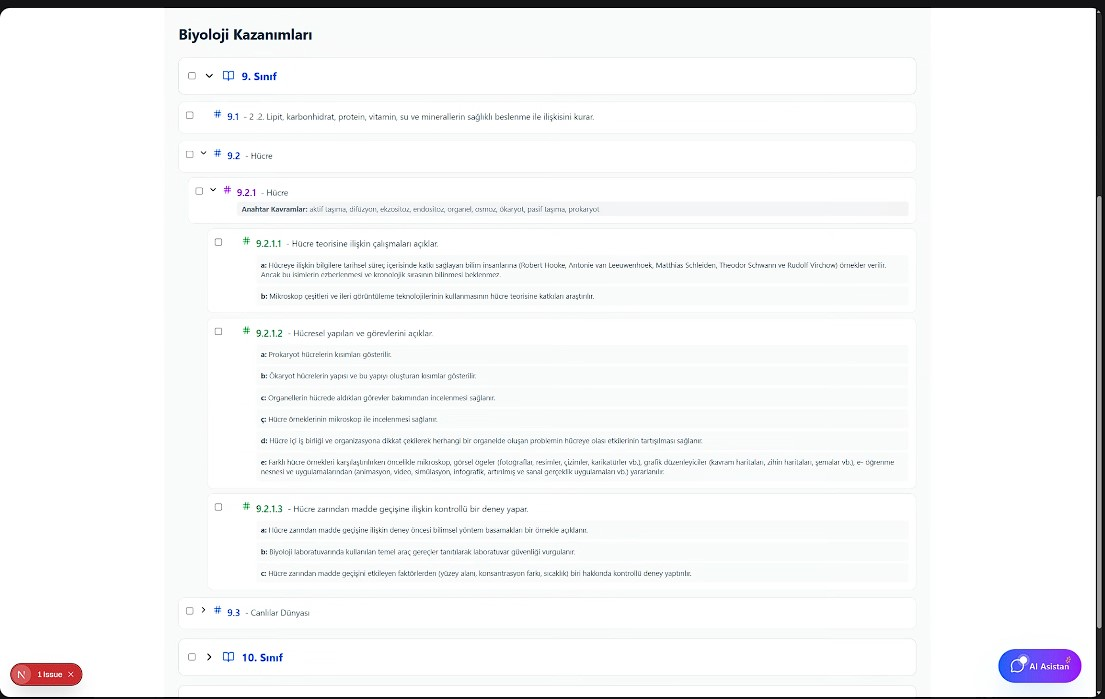 Biyoloji Kazanımları
9. Sınıf
# 9.1 - 2 .2. Lipit, karbonhidrat, protein, vitamin, su ve minerallerin sağlıklı beslenme ile ilişkisini kurar.
# 9.2 - Hücre
# 9.2.1 - Hücre
Anahtar Kavramlar: aktif taşıma, difüzyon, ekzositoz, endositoz, organel, osmoz, ökaryot, pasif taşıma, prokaryot
# 9.2.1.1 - Hücre teorisine ilişkin çalışmaları açıklar.
a: Hücreye ilişkin bilgilere tarihsel süreç içerisinde katkı sağlayan bilim insanlarına (Robert Hooke, Antonie van Leeuwenhoek, Matthias Schleiden, Theodor Schwann ve Rudolf Virchow) örnekler verilir.
Ancak bu isimlerin ezberlenmesi ve kronolojik sırasının bilinmesi beklenmez.
b: Mikroskop çeşitleri ve ileri görüntüleme teknolojilerinin kullanmasının hücre teorisine katkıları araştırılır.
# 9.2.1.2 - Hücresel yapıları ve görevlerini açıklar.
a: Prokaryot hücrelerin kısımları gösterilir.
b: Ökaryot hücrelerin yapısı ve bu yapıyı oluşturan kısımlar gösterilir.
c: Organellerin hücrede aldıkları görevler bakımından incelenmesi sağlanır.
ç: Hücre örneklerinin mikroskop ile incelenmesi sağlanır.
d: Hücre içi iş birliği ve organizasyona dikkat çekilerek herhangi bir organelde oluşan problemin hücreye olası etkilerinin tartışılması sağlanır.
e: Farklı hücre örnekleri karşılaştırılırken öncelikle mikroskop, görsel ögeler (fotoğraflar, resimler, çizimler, karikatürler vb.), grafik düzenleyiciler (kavram haritaları, zihin haritaları, şemalar vb.), e- öğrenme
nesnesi ve uygulamalarından (animasyon, video, simülasyon, infografik, artırılmış ve sanal gerçeklik uygulamaları vb.) yararlanılır.
# 9.2.1.3 - Hücre zarından madde geçişine ilişkin kontrollü bir deney yapar.
a: Hücre zarından madde geçişine ilişkin deney öncesi bilimsel yöntem basamakları bir örnekle açıklanır.
b: Biyoloji laboratuvarında kullanılan temel araç gereçler tanıtılarak laboratuvar güvenliği vurgulanır.
c: Hücre zarından madde geçişini etkileyen faktörlerden (yüzey alanı, konsantrasyon farkı, sıcaklık) biri hakkında kontrollü deney yaptırılır.
# 9.3 - Canlılar Dünyası
10. Sınıf
N 1 Issue ×
AI Asistan